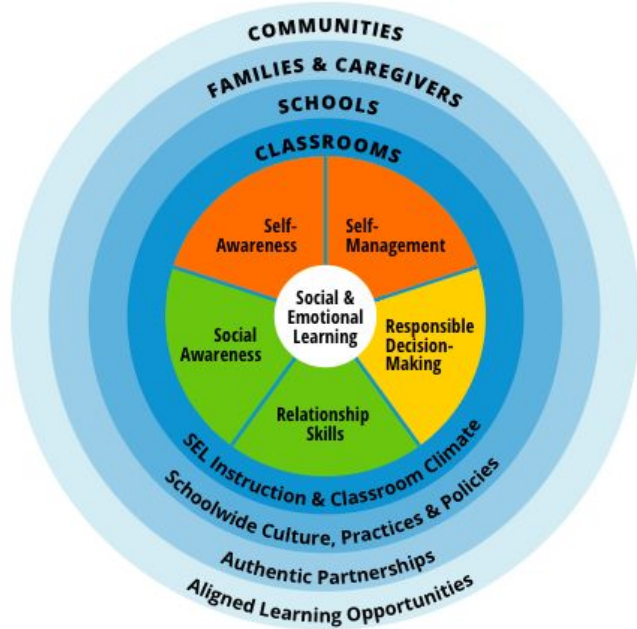 COMMUNITIES
FAMILIES & CAREGIVERS
SCHOOLS
CLASSROOMS
Self-
Awareness
Self-
Management
Social &
Emotional
Learning
Social
Awareness
Responsible
Decision-
Making
Relationship
Skills
SEL Instruction & Classroom Climate
Schoolwide Culture, Practices & Policies
Authentic Partnerships
Aligned Learning Opportunities